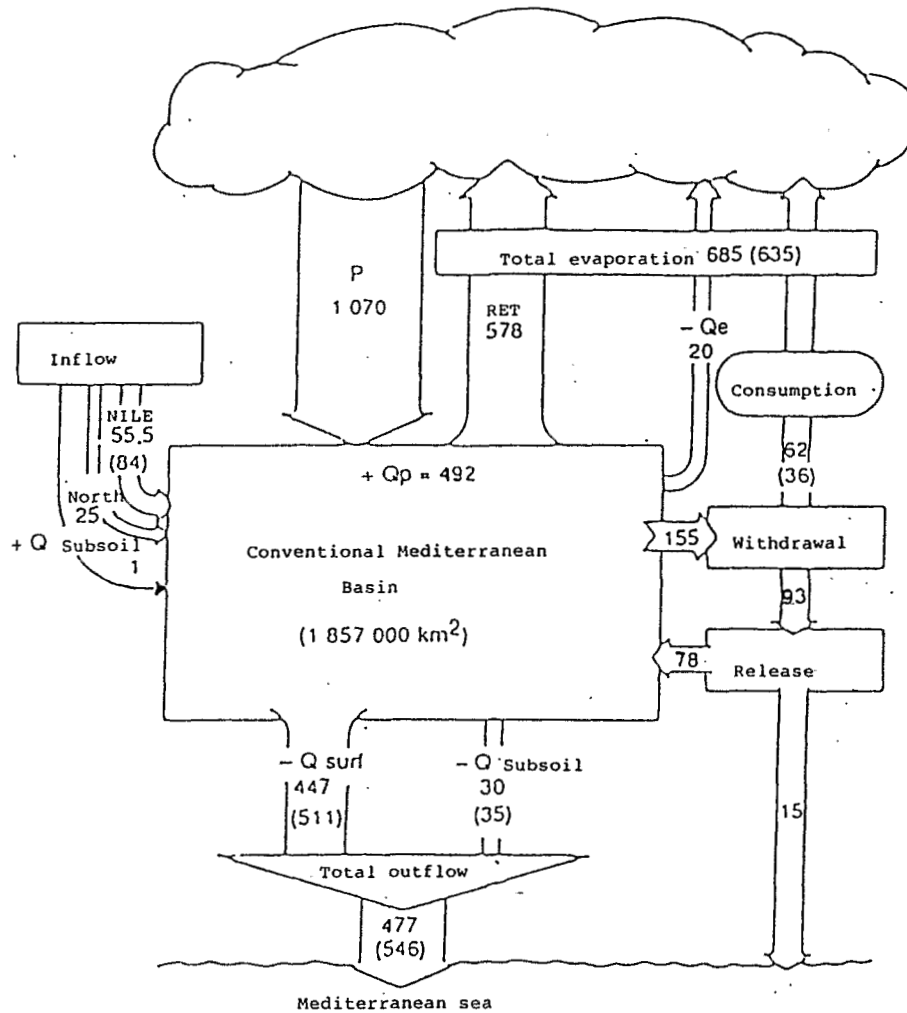 Total evaporation 685 (635)
P
1 070
RET
578
- Qe
20
Inflow
Consumption
NILE
55.5
(84)
62
(36)
+ Qp = 492
North
25
+ Q Subsoil
1
155
Withdrawal
Conventional Mediterranean
Basin
(1 857 000 km²)
93
78
Release
- Q surf
447
(511)
- Q Subsoil
30
(35)
15
Total outflow
477
(546)
Mediterranean sea